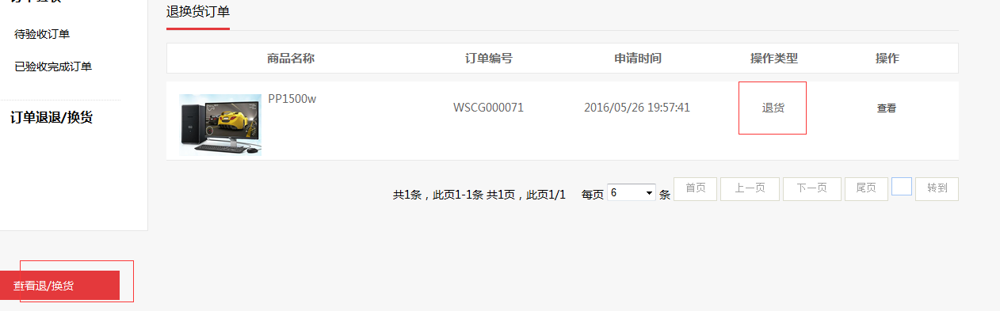 退换货订单
待验收订单
已验收完成订单
订单退退/换货
商品名称 订单编号 申请时间 操作类型 操作
PP1500w
WSCG000071 2016/05/26 19:57:41 退货 查看
共1条，此页1-1条 共1页，此页1/1 每页 6 条 首页 上一页 下一页 尾页 转到
查看退/换货